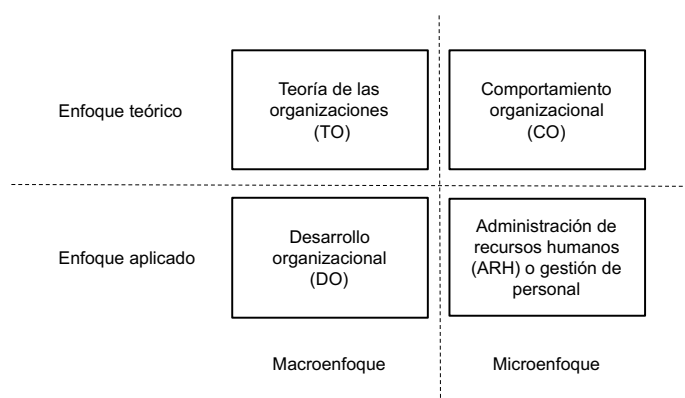 Enfoque teórico
Teoría de las
organizaciones
(TO)
Comportamiento
organizacional
(CO)
Enfoque aplicado
Desarrollo
organizacional
(DO)
Administración de
recursos humanos
(ARH) o gestión de
personal
Macroenfoque
Microenfoque